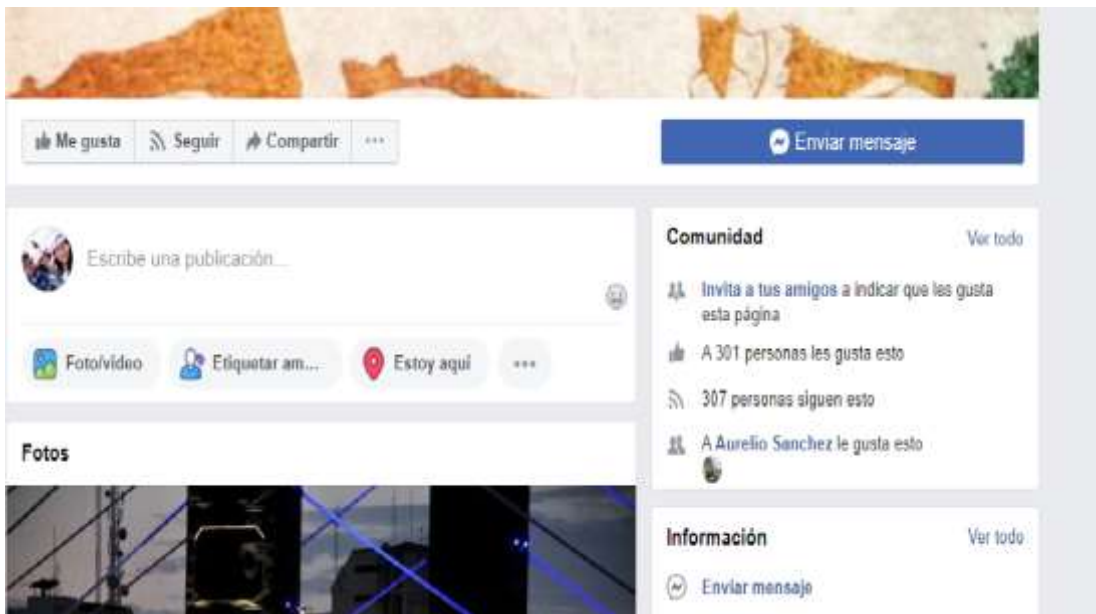 Me gusta Seguir Compartir ...
Enviar mensaje
Escribe una publicación...
Foto/video Etiquetar am... Estoy aquí ...
Fotos
Comunidad Ver todo
Invita a tus amigos a indicar que les gusta
esta página
A 301 personas les gusta esto
307 personas siguen esto
A Aurelio Sanchez le gusta esto
Información Ver todo
Enviar mensaje